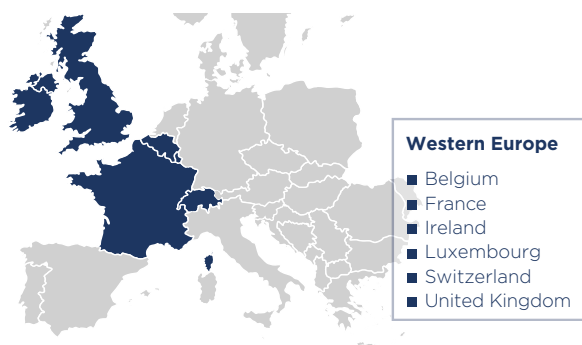 Western Europe
Belgium
France
Ireland
Luxembourg
Switzerland
United Kingdom